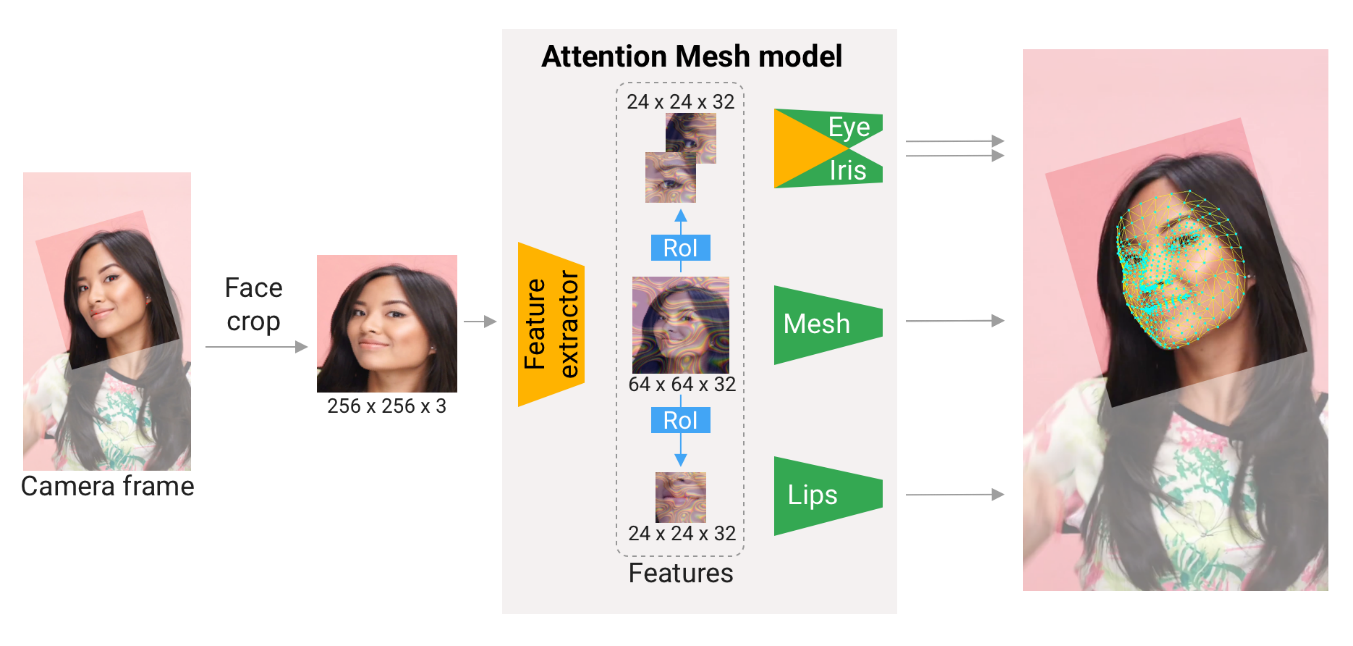 Attention Mesh model
24 x 24 x 32
Eye
Iris
RoI
Face
crop
Feature
extractor
Mesh
64 x 64 x 32
256 x 256 x 3
RoI
Camera frame
Lips
24 x 24 x 32
Features